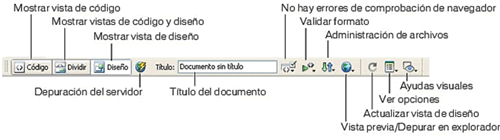 Mostrar vista de código
Mostrar vistas de código y diseño
Mostrar vista de diseño
No hay errores de comprobación de navegador
Validar formato
Administración de archivos
Código
Dividir
Diseño
Título:
Documento sin título
Depuración del servidor
Título del documento
Ayudas visuales
Ver opciones
Actualizar vista de diseño
Vista previa/Depurar en explorador